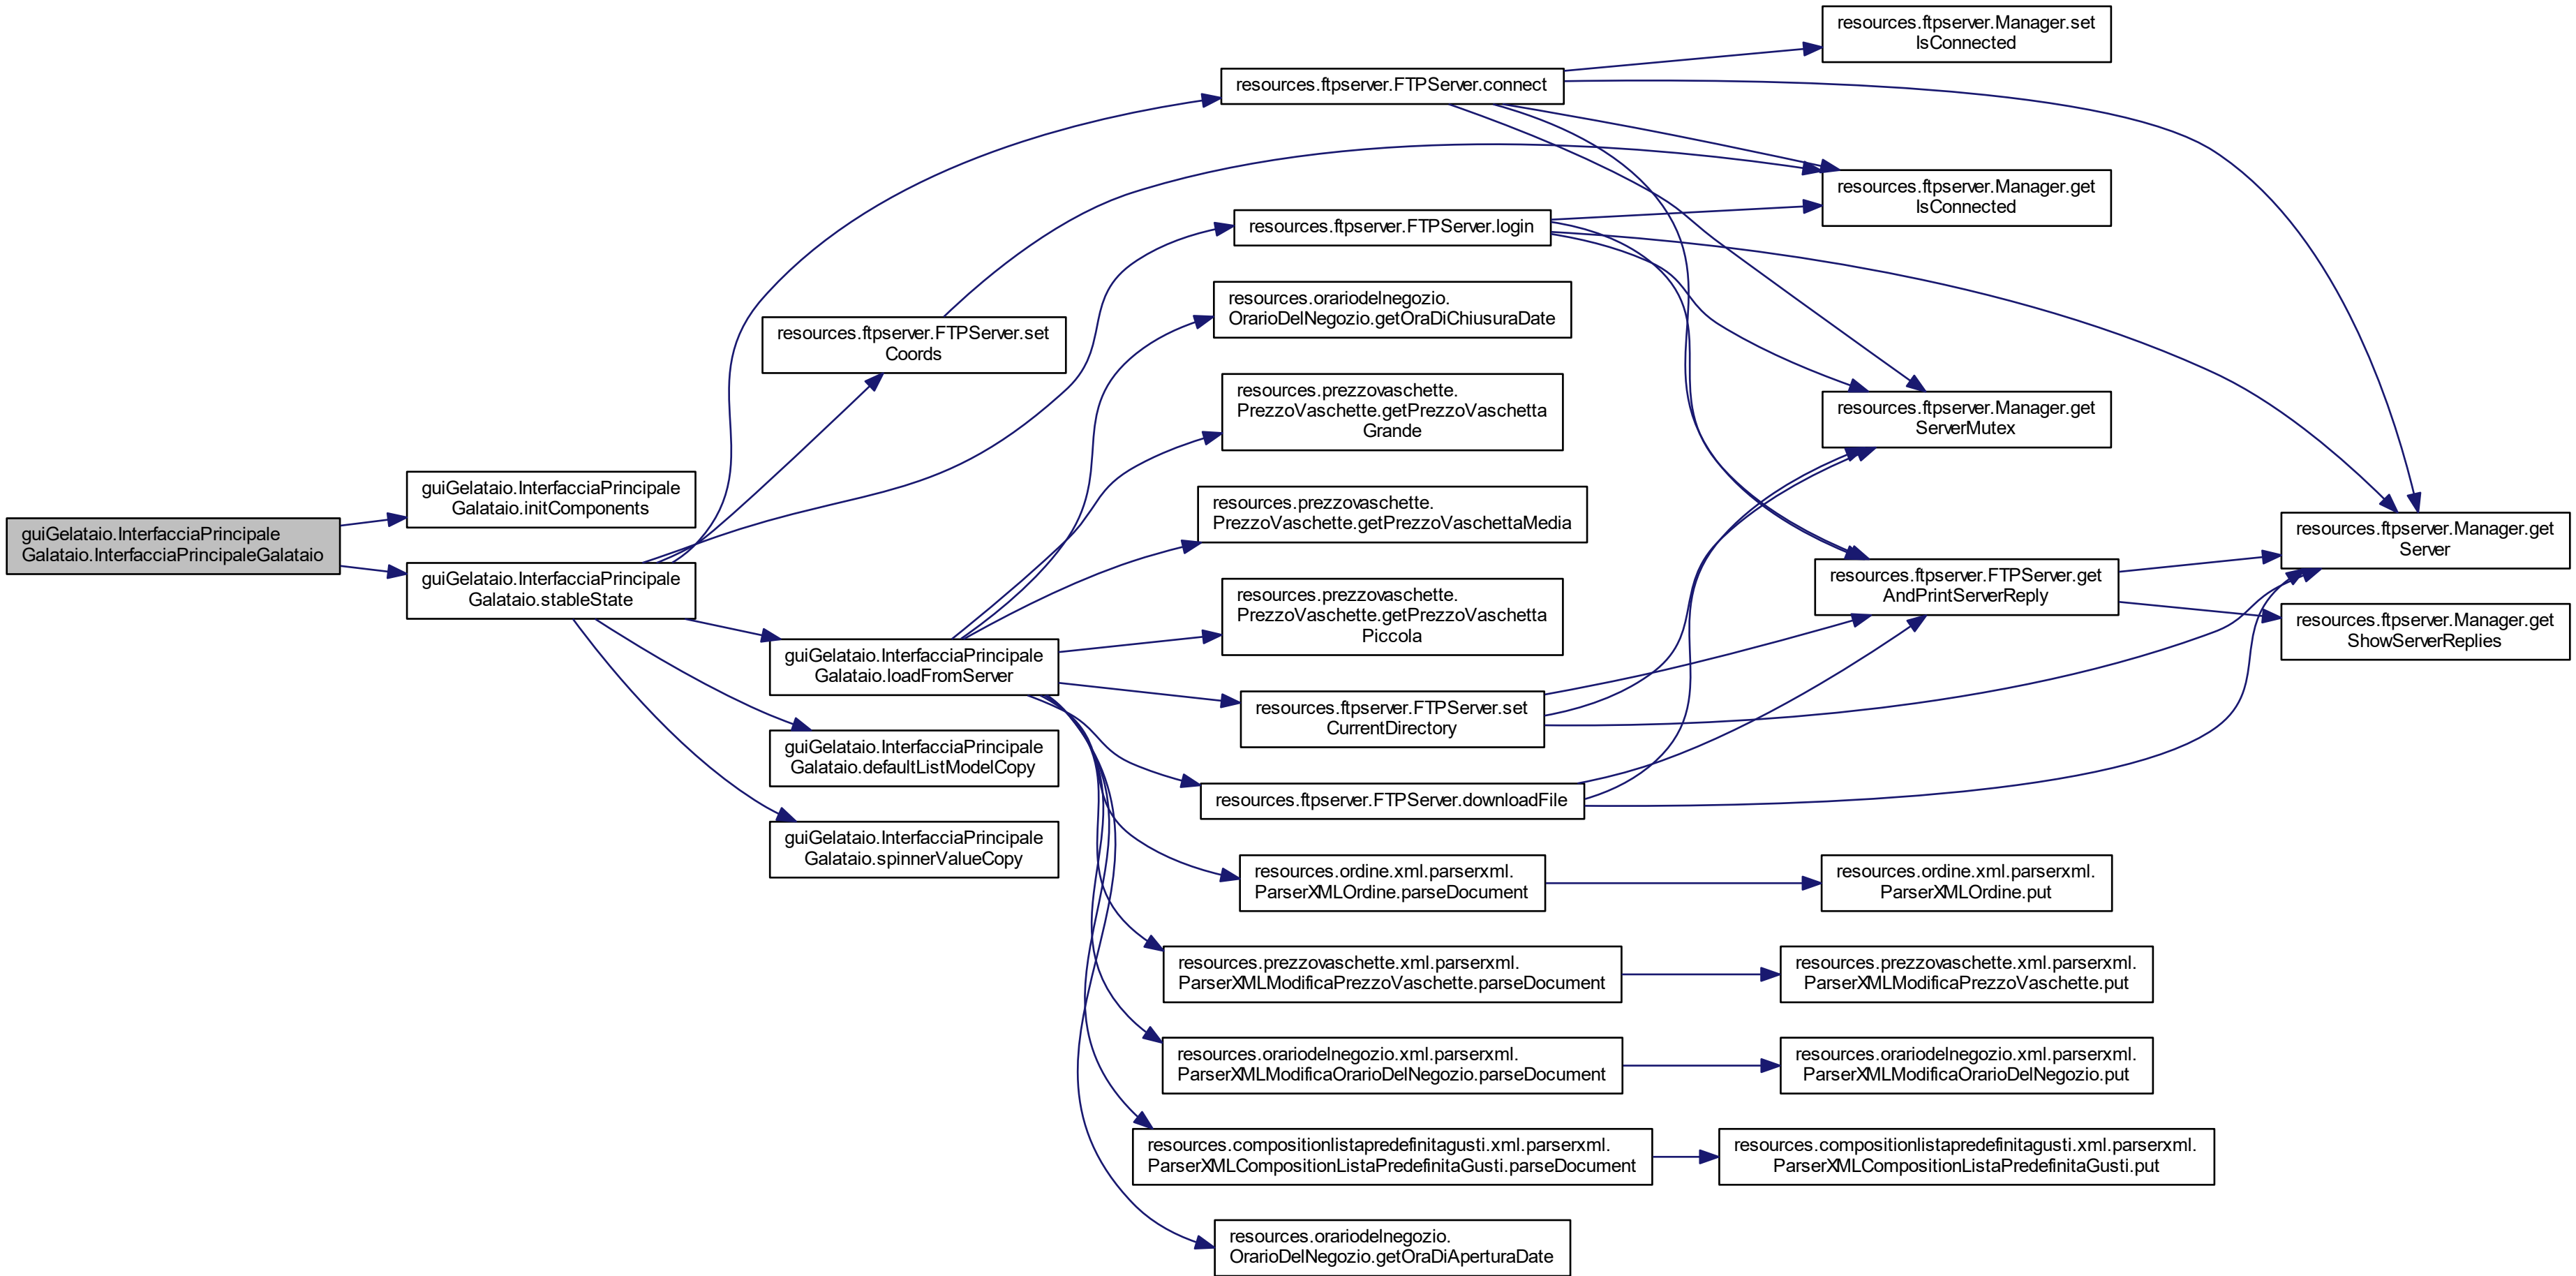 guiGelataio.InterfacciaPrincipale
Galataio.InterfacciaPrincipaleGalataio
guiGelataio.InterfacciaPrincipale
Galataio.initComponents
guiGelataio.InterfacciaPrincipale
Galataio.stableState
resources.ftpserver.FTPServer.set
Coords
guiGelataio.InterfacciaPrincipale
Galataio.loadFromServer
guiGelataio.InterfacciaPrincipale
Galataio.defaultListModelCopy
guiGelataio.InterfacciaPrincipale
Galataio.spinnerValueCopy
resources.ftpserver.FTPServer.connect
resources.ftpserver.FTPServer.login
resources.orariodelnegozio.
OrarioDelNegozio.getOraDiChiusuraDate
resources.prezzovaschette.
PrezzoVaschette.getPrezzoVaschetta
Grande
resources.prezzovaschette.
PrezzoVaschette.getPrezzoVaschettaMedia
resources.prezzovaschette.
PrezzoVaschette.getPrezzoVaschetta
Piccola
resources.ftpserver.FTPServer.set
CurrentDirectory
resources.ftpserver.FTPServer.downloadFile
resources.ordine.xml.parserxml.
ParserXMLOrdine.parseDocument
resources.prezzovaschette.xml.parserxml.
ParserXMLModificaPrezzoVaschette.parseDocument
resources.orariodelnegozio.xml.parserxml.
ParserXMLModificaOrarioDelNegozio.parseDocument
resources.compositionlistapredefinitagusti.xml.parserxml.
ParserXMLCompositionListaPredefinitaGusti.parseDocument
resources.orariodelnegozio.
OrarioDelNegozio.getOraDiAperturaDate
resources.ftpserver.Manager.set
IsConnected
resources.ftpserver.Manager.get
IsConnected
resources.ftpserver.Manager.get
ServerMutex
resources.ftpserver.FTPServer.get
AndPrintServerReply
resources.ordine.xml.parserxml.
ParserXMLOrdine.put
resources.prezzovaschette.xml.parserxml.
ParserXMLModificaPrezzoVaschette.put
resources.orariodelnegozio.xml.parserxml.
ParserXMLModificaOrarioDelNegozio.put
resources.compositionlistapredefinitagusti.xml.parserxml.
ParserXMLCompositionListaPredefinitaGusti.put
resources.ftpserver.Manager.get
Server
resources.ftpserver.Manager.get
ShowServerReplies